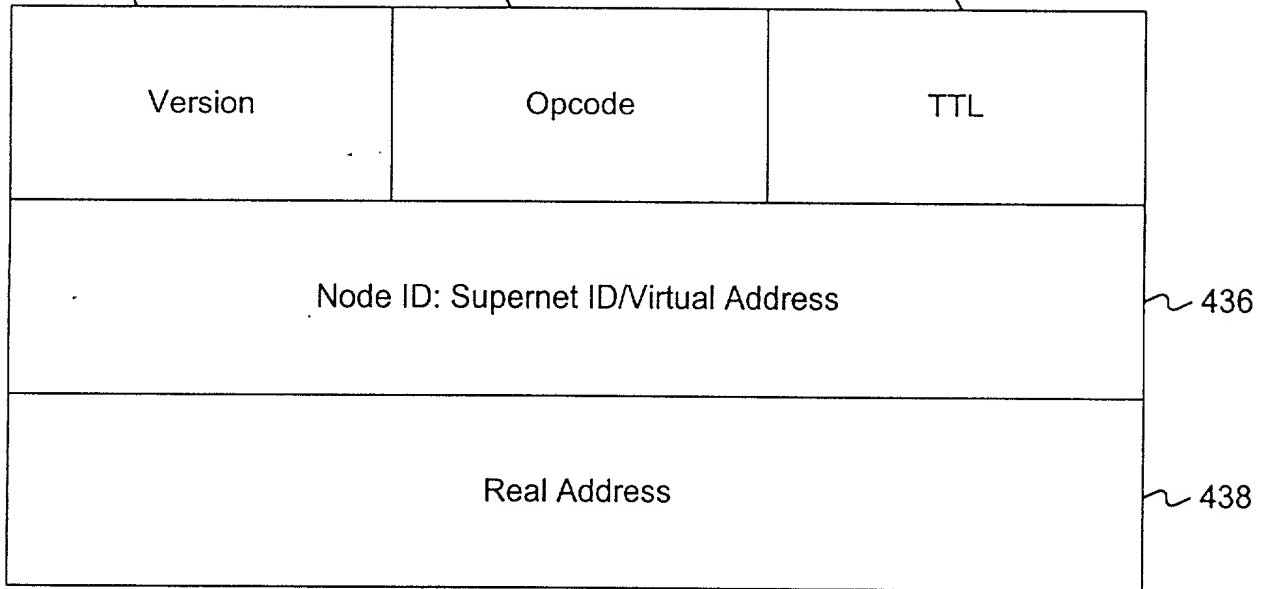 Version Opcode TTL
Node ID: Supernet ID/Virtual Address 436
Real Address 438